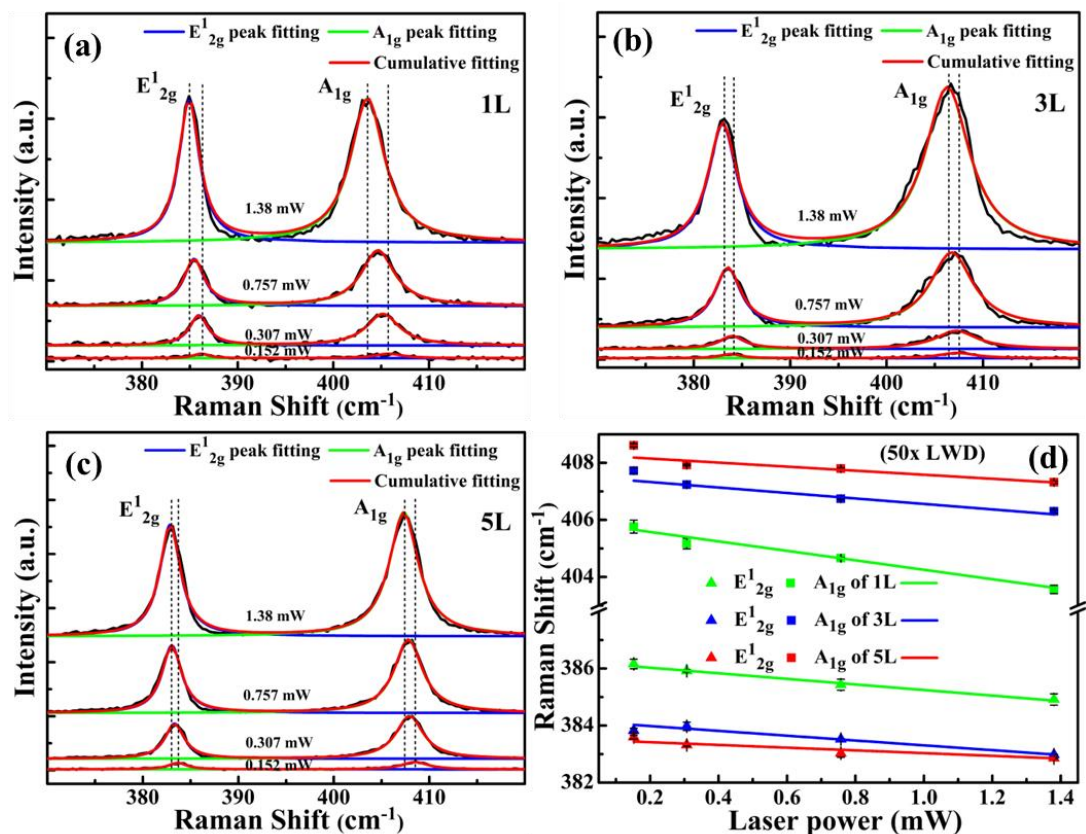 (a)
E¹₂g peak fitting
A₁g peak fitting
Cumulative fitting
E¹₂g
A₁g
1L
1.38 mW
0.757 mW
0.307 mW
0.152 mW
Intensity (a.u.)
380 390 400 410
Raman Shift (cm⁻¹)
(b)
E¹₂g peak fitting
A₁g peak fitting
Cumulative fitting
E¹₂g
A₁g
3L
1.38 mW
0.757 mW
0.307 mW
0.152 mW
Intensity (a.u.)
380 390 400 410
Raman Shift (cm⁻¹)
(c)
E¹₂g peak fitting
A₁g peak fitting
Cumulative fitting
E¹₂g
A₁g
5L
1.38 mW
0.757 mW
0.307 mW
0.152 mW
Intensity (a.u.)
380 390 400 410
Raman Shift (cm⁻¹)
(50x LWD)
(d)
408
406
404
386
384
382
Raman Shift (cm⁻¹)
E¹₂g A₁g of 1L
E¹₂g A₁g of 3L
E¹₂g A₁g of 5L
0.2 0.4 0.6 0.8 1.0 1.2 1.4
Laser power (mW)